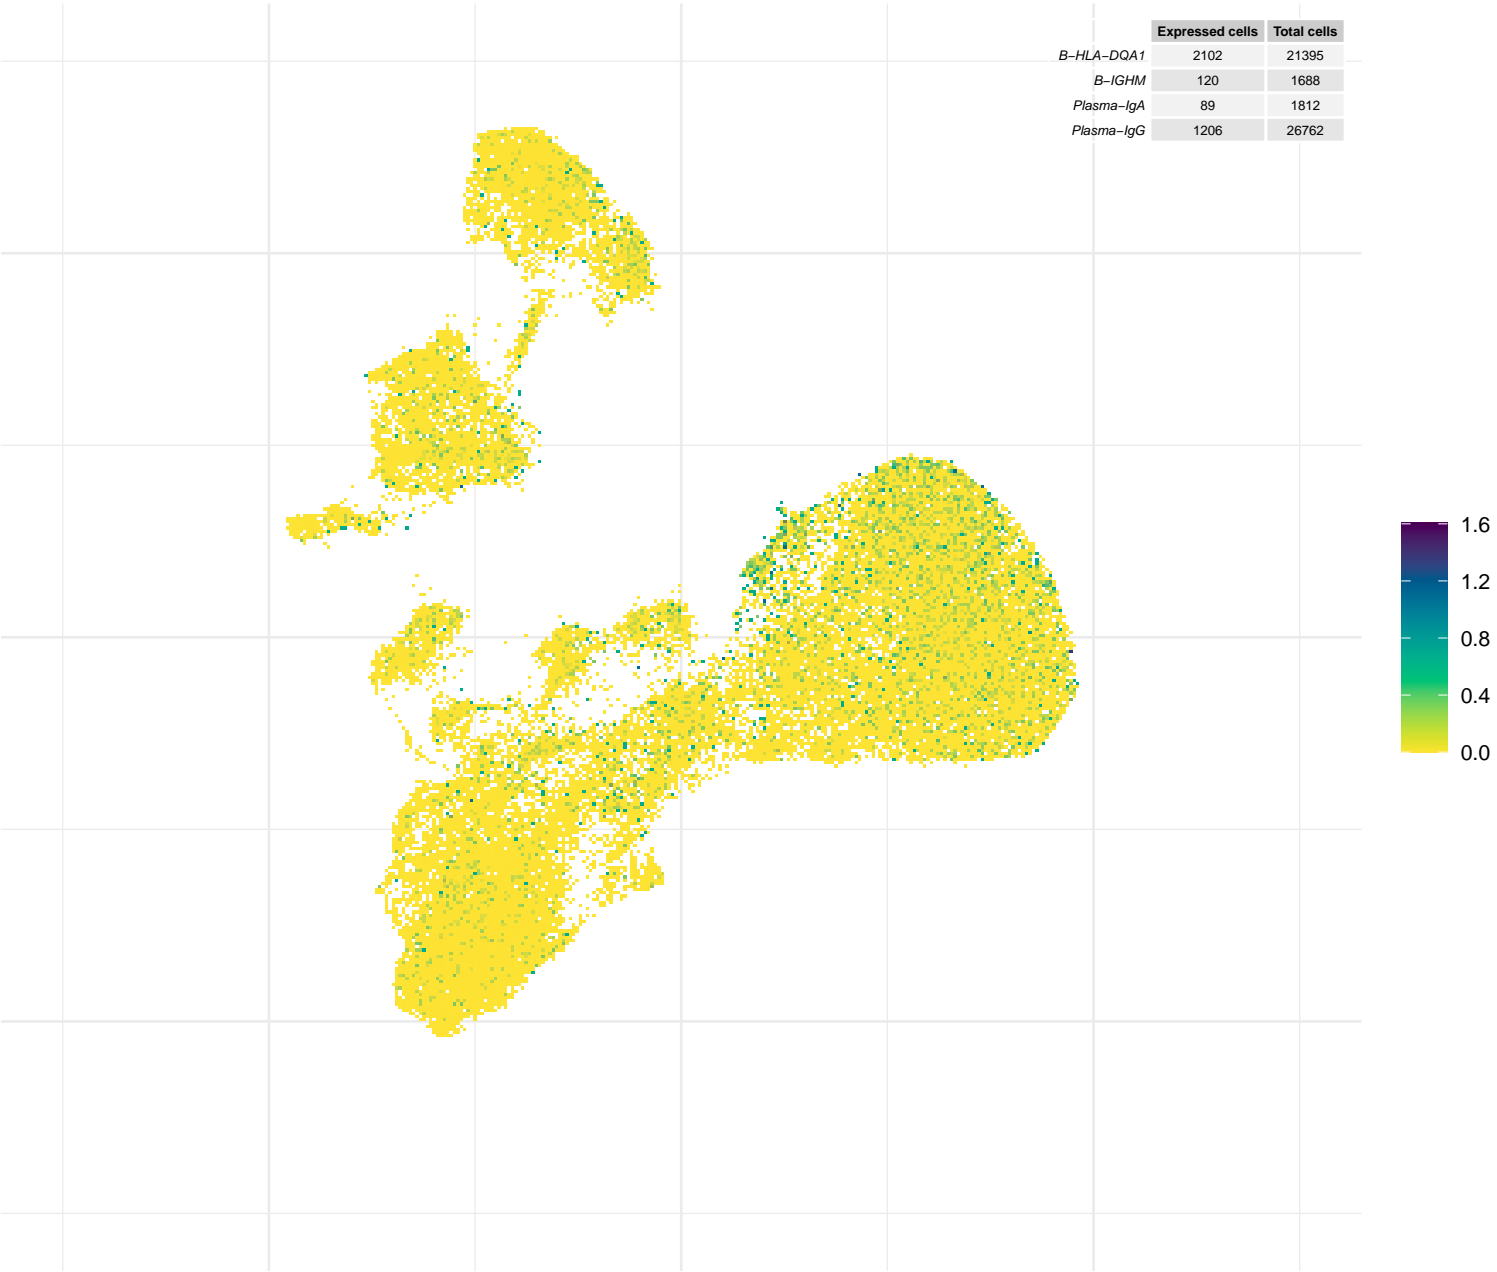 Expressed cells Total cells
B−HLA−DQA1 2102 21395
B−IGHM 120 1688
Plasma−IgA 89 1812
Plasma−IgG 1206 26762
1.6
1.2
0.8
0.4
0.0